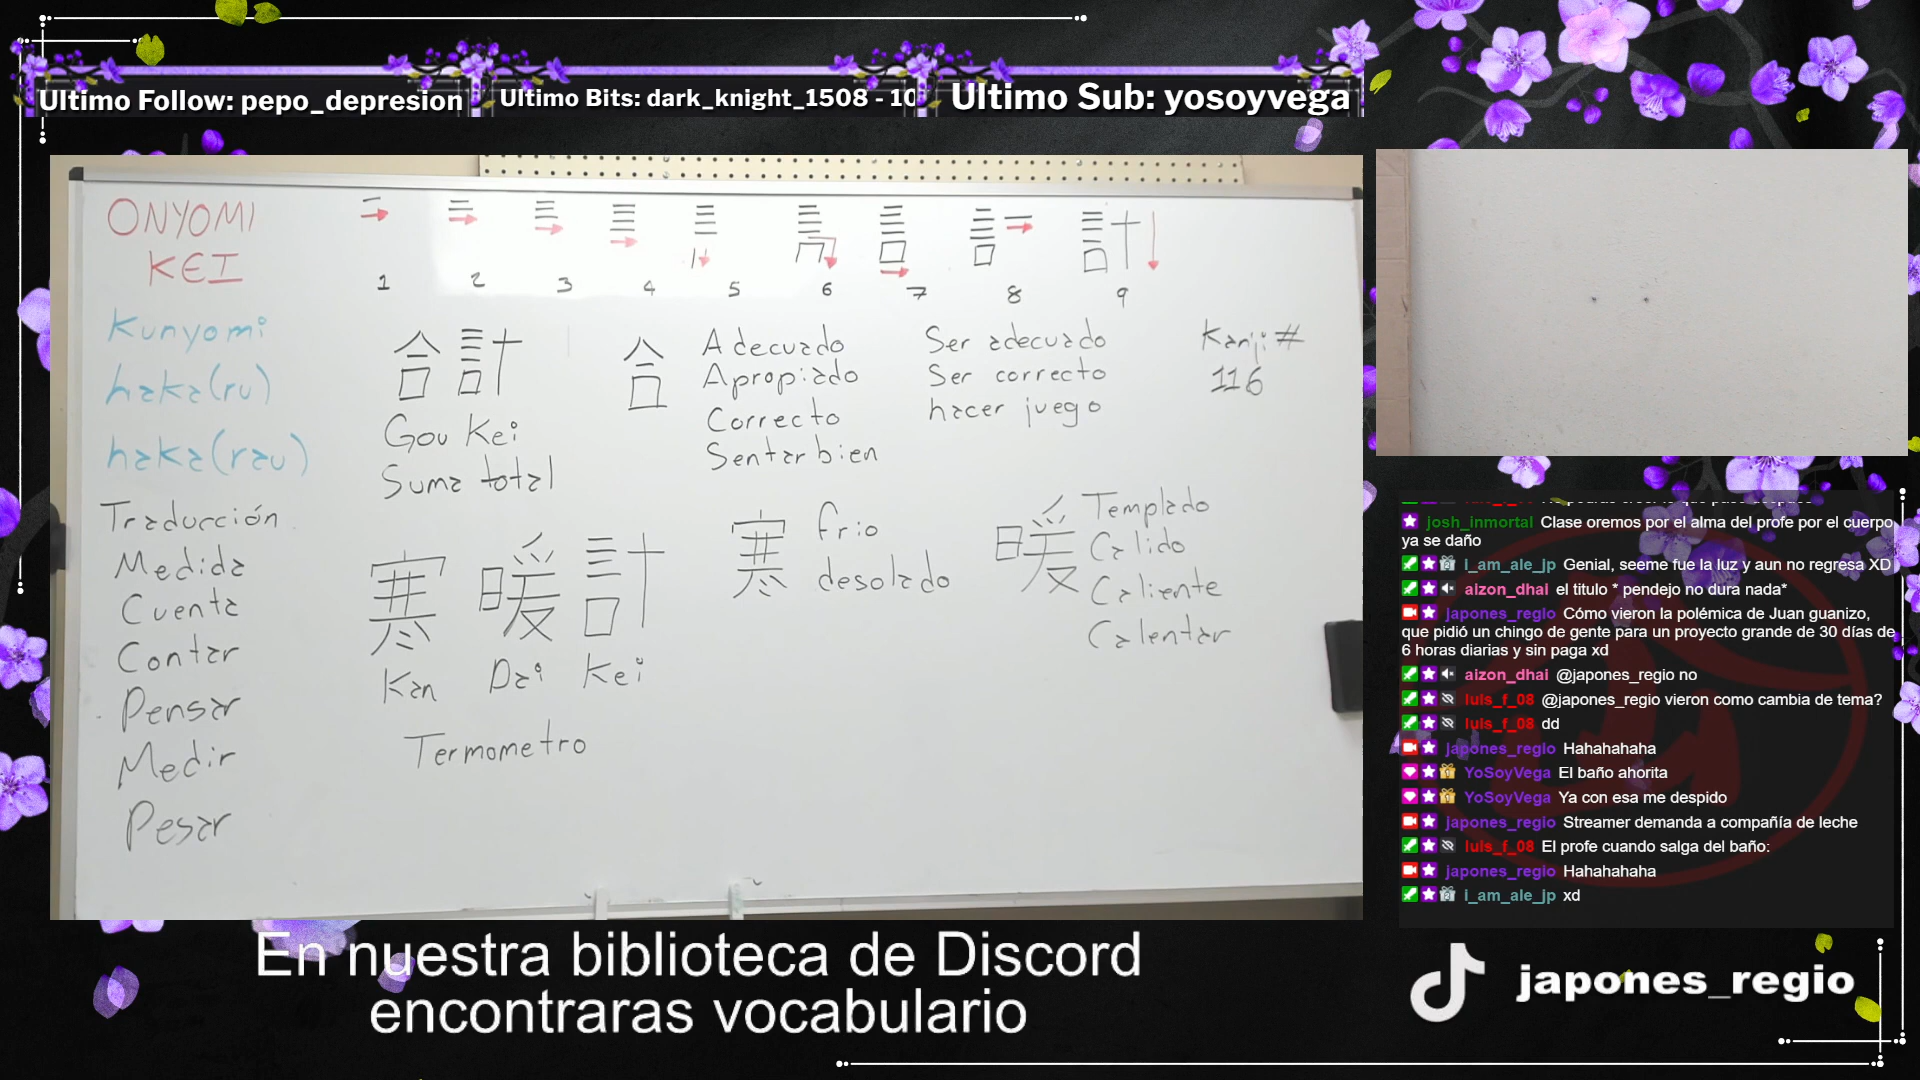 Ultimo Follow: pepo_depresion
Ultimo Bits: dark_knight_1508 - 10
Ultimo Sub: yosoyvega
ONYOMI
KEI
1 2 3 4 5 6 7 8 9
Kunyomi
haka(ru)
haka(rau)
Traducción
Medida
Cuenta
Contar
Pensar
Medir
Pesar
合計
Gou Kei
Suma total
合
Adecuado
Apropiado
Correcto
Sentar bien
Ser adecuado
Ser correcto
hacer juego
Kanji #
116
寒暖計
Kan Dai Kei
Termometro
寒
frio
desolado
暖
Templado
Calido
Caliente
Calentar
josh_inmortal Clase oremos por el alma del profe por el cuerpo
ya se daño
i_am_ale_jp Genial, seeme fue la luz y aun no regresa XD
aizon_dhai el titulo * pendejo no dura nada*
japones_regio Cómo vieron la polémica de Juan guanizo,
que pidió un chingo de gente para un proyecto grande de 30 días de
6 horas diarias y sin paga xd
aizon_dhai @japones_regio no
luis_f_08 @japones_regio vieron como cambia de tema?
luis_f_08 dd
japones_regio Hahahahaha
YoSoyVega El baño ahorita
YoSoyVega Ya con esa me despido
japones_regio Streamer demanda a compañía de leche
luis_f_08 El profe cuando salga del baño:
japones_regio Hahahahaha
i_am_ale_jp xd
En nuestra biblioteca de Discord
encontraras vocabulario
japones_regio